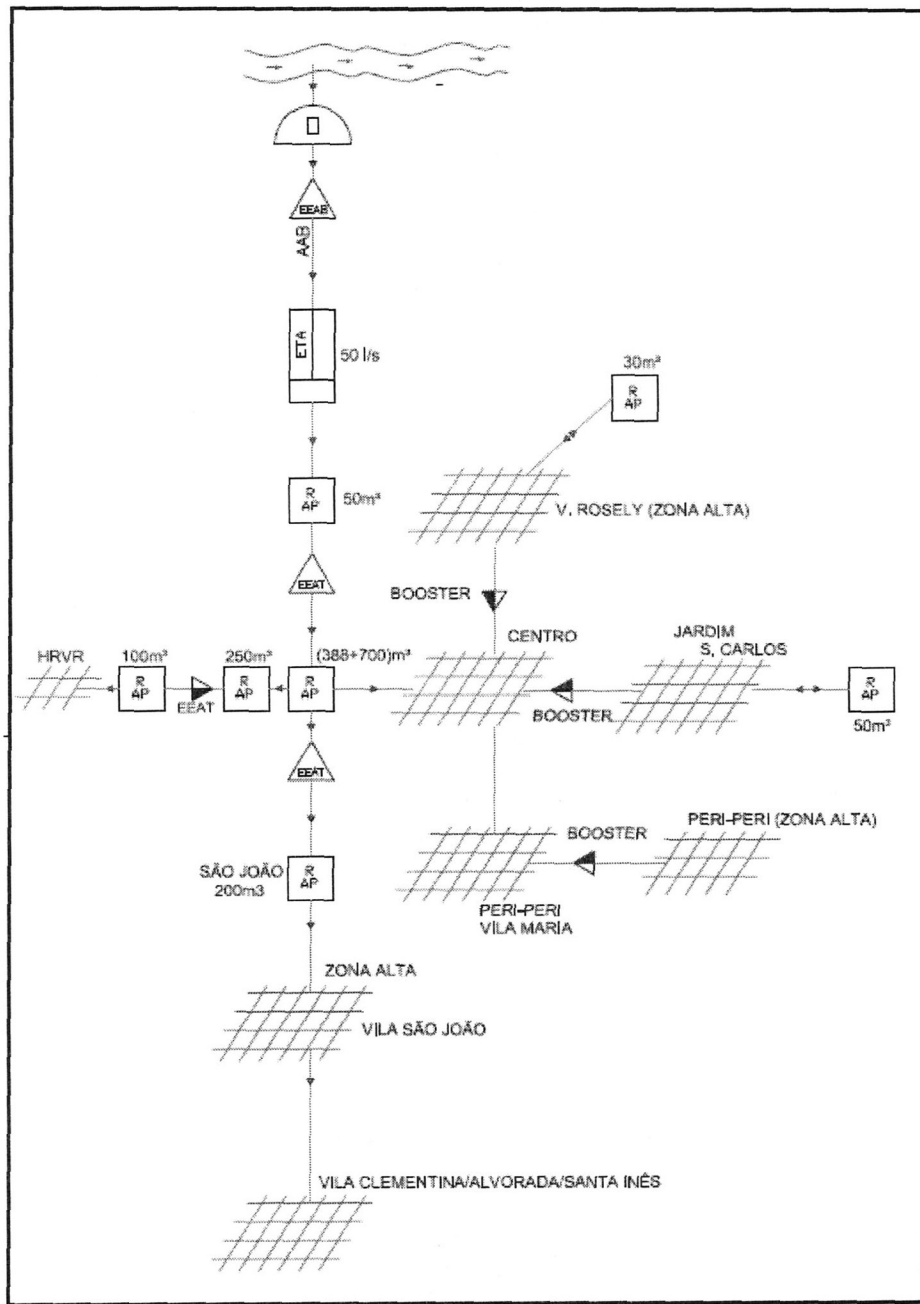 EEAB
AAB
ETA
50 l/s
30m³
R
AP
R
AP
50m³
V. ROSELY (ZONA ALTA)
EEAT
BOOSTER
CENTRO
JARDIM
S, CARLOS
HRVR
100m³
250m³
(388+700)m³
R
AP
R
AP
R
AP
R
AP
EEAT
BOOSTER
50m³
EEAT
BOOSTER
PERI-PERI (ZONA ALTA)
SÃO JOÃO
200m3
R
AP
PERI-PERI
VILA MARIA
ZONA ALTA
VILA SÃO JOÃO
VILA CLEMENTINA/ALVORADA/SANTA INÊS